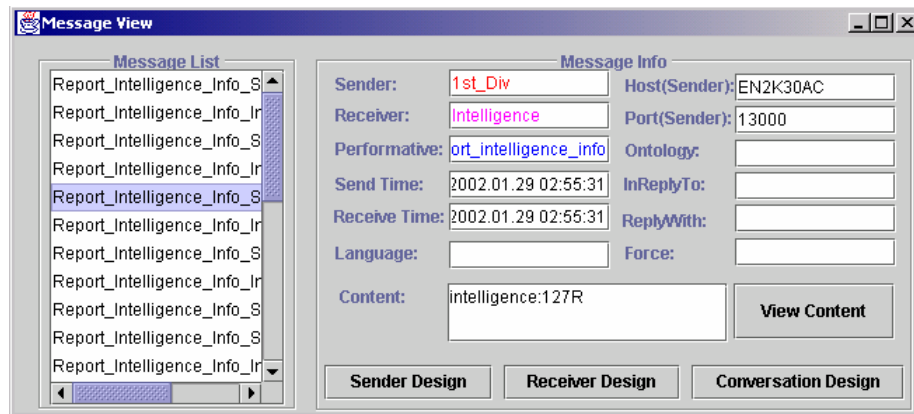 Message View
Message List
Report_Intelligence_Info_S
Report_Intelligence_Info_Ir
Report_Intelligence_Info_S
Report_Intelligence_Info_Ir
Report_Intelligence_Info_S
Report_Intelligence_Info_Ir
Report_Intelligence_Info_S
Report_Intelligence_Info_Ir
Report_Intelligence_Info_S
Report_Intelligence_Info_S
Report_Intelligence_Info_Ir
Message Info
Sender: 1st_Div Host(Sender): EN2K30AC
Receiver: Intelligence Port(Sender): 13000
Performative: ort_intelligence_info Ontology:
Send Time: 2002.01.29 02:55:31 InReplyTo:
Receive Time: 2002.01.29 02:55:31 ReplyWith:
Language: Force:
Content: intelligence:127R View Content
Sender Design Receiver Design Conversation Design